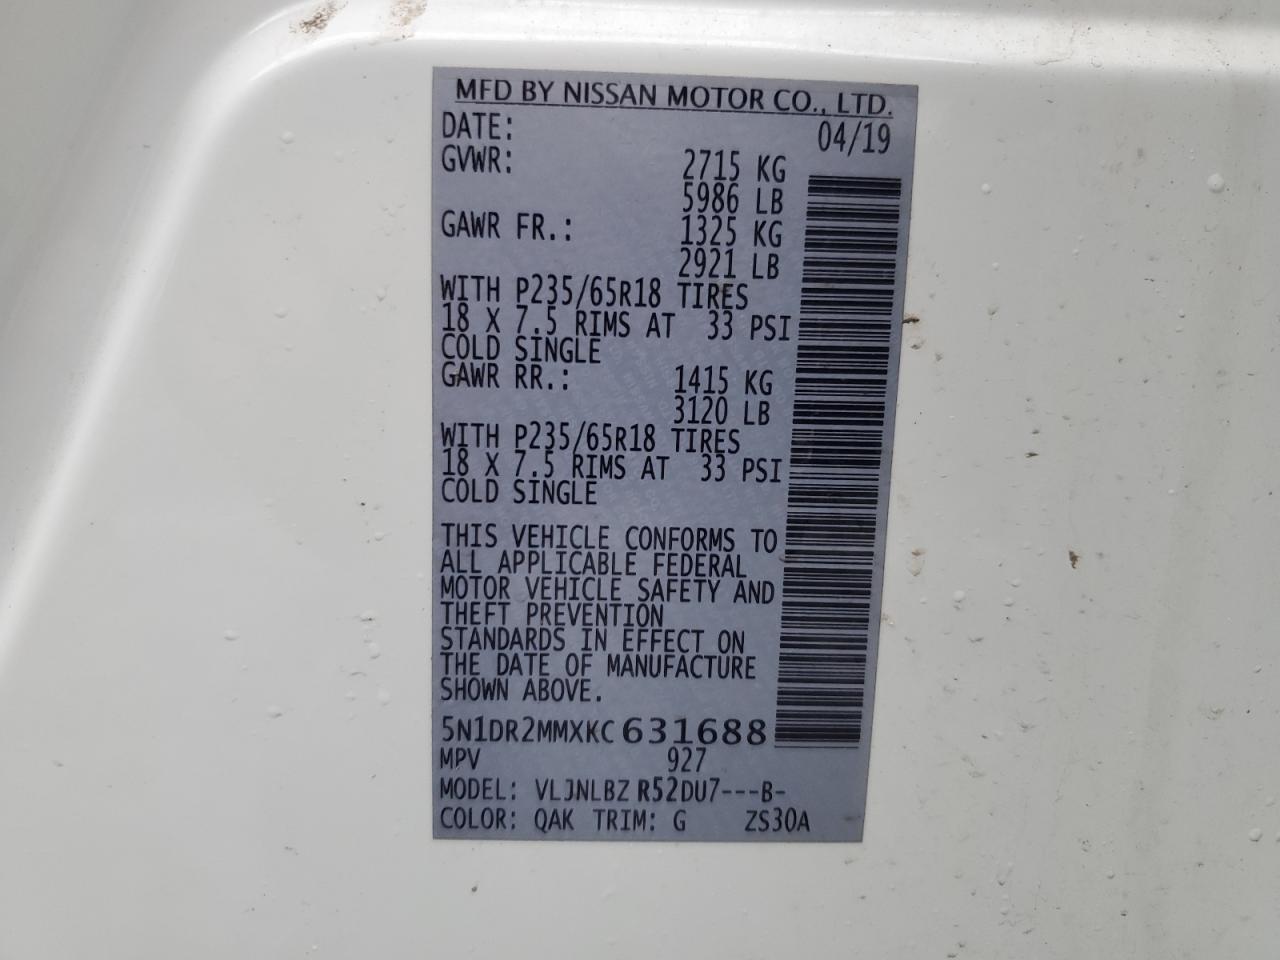 MFD BY NISSAN MOTOR CO., LTD.
DATE: 04/19
GVWR: 2715 KG
5986 LB
GAWR FR.: 1325 KG
2921 LB
WITH P235/65R18 TIRES
18 X 7.5 RIMS AT 33 PSI
COLD SINGLE
GAWR RR.: 1415 KG
3120 LB
WITH P235/65R18 TIRES
18 X 7.5 RIMS AT 33 PSI
COLD SINGLE
THIS VEHICLE CONFORMS TO
ALL APPLICABLE FEDERAL
MOTOR VEHICLE SAFETY AND
THEFT PREVENTION
STANDARDS IN EFFECT ON
THE DATE OF MANUFACTURE
SHOWN ABOVE.
5N1DR2MMXKC631688
MPV 927
MODEL: VLJNLBZ R52DU7---B-
COLOR: QAK TRIM: G ZS30A